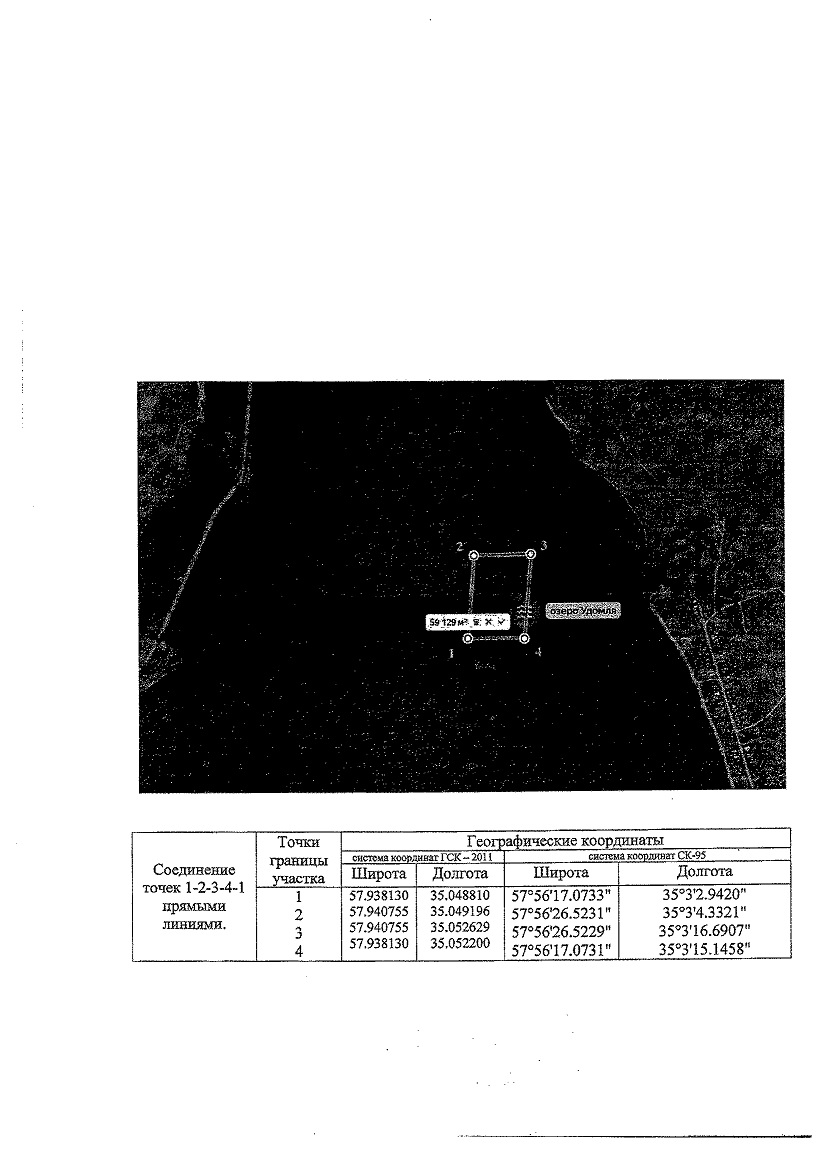 2
3
озеро Удомля
59 129 м²
1
4
Соединение
точек 1-2-3-4-1
прямыми
линиями.
Точки
границы
участка
Географические координаты
система координат ГСК – 2011
система координат СК-95
Широта
Долгота
Широта
Долгота
1 57.938130 35.048810 57°56'17.0733" 35°3'2.9420"
2 57.940755 35.049196 57°56'26.5231" 35°3'4.3321"
3 57.940755 35.052629 57°56'26.5229" 35°3'16.6907"
4 57.938130 35.052200 57°56'17.0731" 35°3'15.1458"